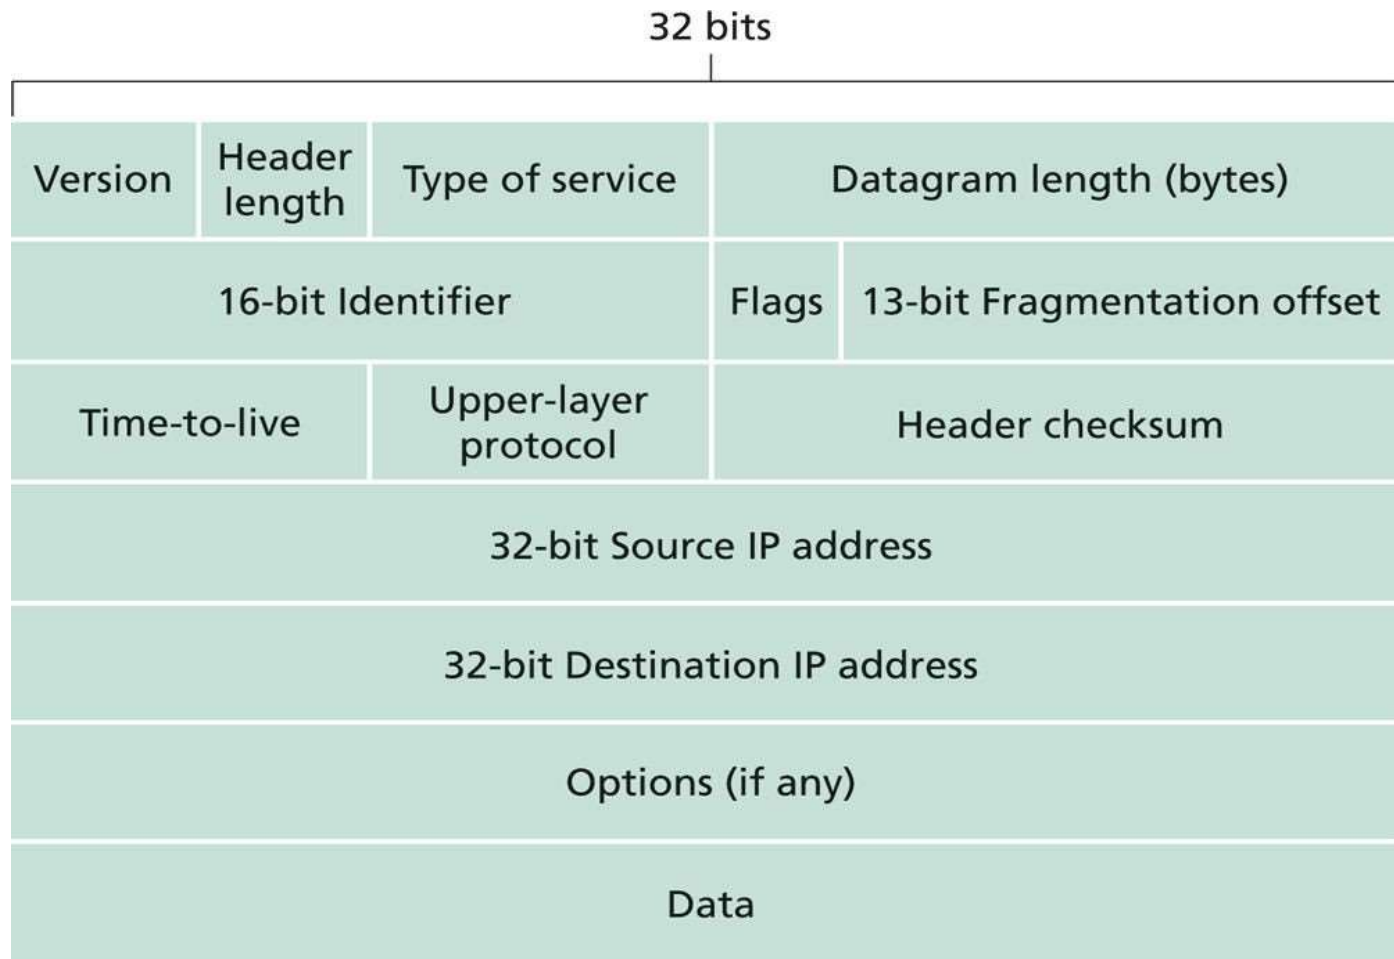 32 bits
Version
Header
length
Type of service
Datagram length (bytes)
16-bit Identifier
Flags
13-bit Fragmentation offset
Time-to-live
Upper-layer
protocol
Header checksum
32-bit Source IP address
32-bit Destination IP address
Options (if any)
Data